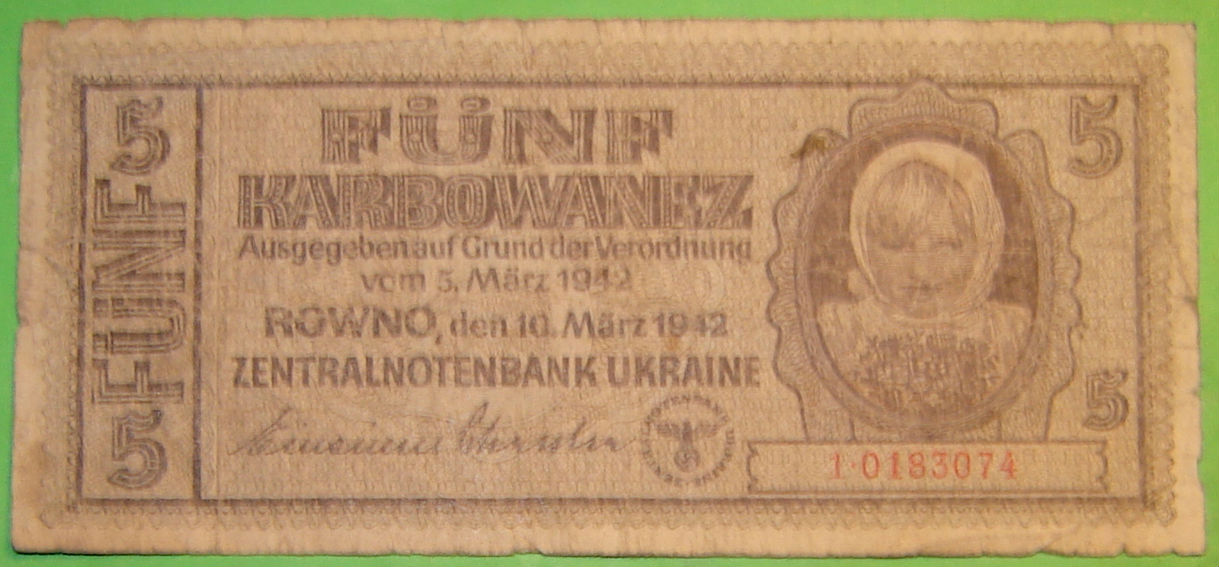 5 FÜNF 5
FÜNF
KARBOWANEZ
Ausgegeben auf Grund der Verordnung
vom 5. März 1942
ROWNO, den 10. März 1942
ZENTRALNOTENBANK UKRAINE
5
5
1·0183074